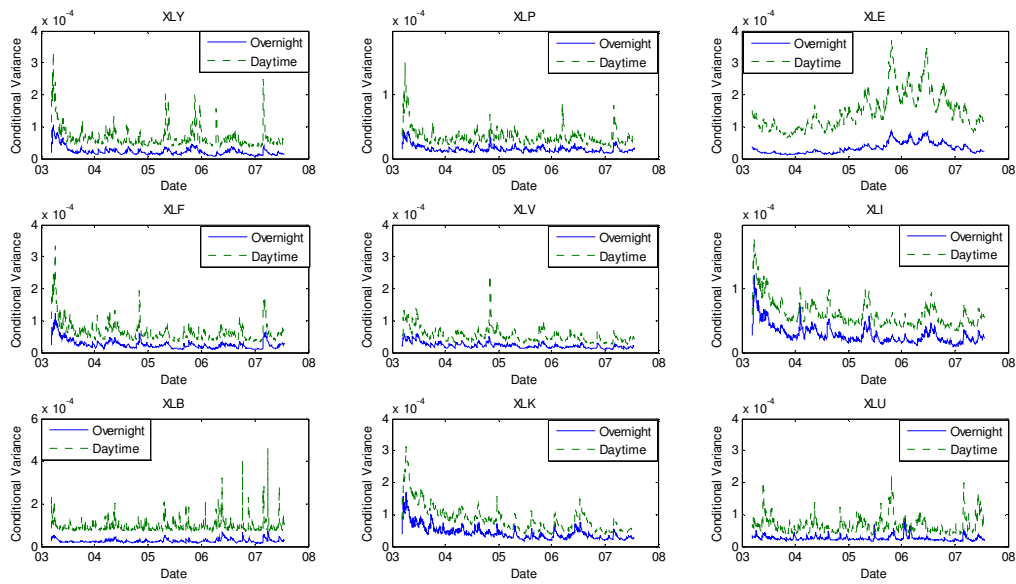 XLY
x 10-4
4
3
2
1
0
Conditional Variance
03 04 05 06 07 08
Date
Overnight
Daytime
XLP
x 10-4
1
0
Conditional Variance
03 04 05 06 07 08
Date
Overnight
Daytime
XLE
x 10-4
4
3
2
1
0
Conditional Variance
03 04 05 06 07 08
Date
Overnight
Daytime
XLF
x 10-4
4
3
2
1
0
Conditional Variance
03 04 05 06 07 08
Date
Overnight
Daytime
XLV
x 10-4
4
3
2
1
0
Conditional Variance
03 04 05 06 07 08
Date
Overnight
Daytime
XLI
x 10-4
1
0
Conditional Variance
03 04 05 06 07 08
Date
Overnight
Daytime
XLB
x 10-4
6
4
2
0
Conditional Variance
03 04 05 06 07 08
Date
Overnight
Daytime
XLK
x 10-4
4
3
2
1
0
Conditional Variance
03 04 05 06 07 08
Date
Overnight
Daytime
XLU
x 10-4
4
3
2
1
0
Conditional Variance
03 04 05 06 07 08
Date
Overnight
Daytime